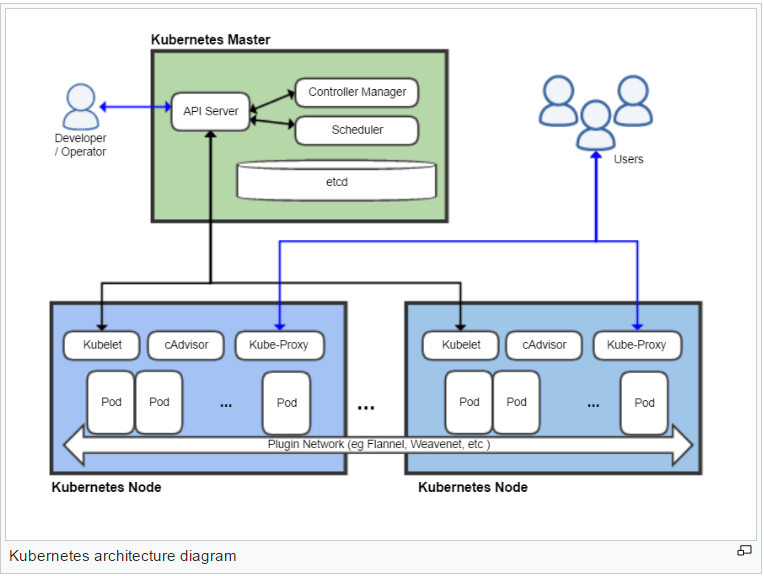 Kubernetes Master
API Server
Controller Manager
Scheduler
etcd
Developer
/ Operator
Users
Kubelet
cAdvisor
Kube-Proxy
Pod
Pod
...
Pod
...
Kubelet
cAdvisor
Kube-Proxy
Pod
Pod
...
Pod
Plugin Network (eg Flannel, Weavenet, etc )
Kubernetes Node
Kubernetes Node
Kubernetes architecture diagram